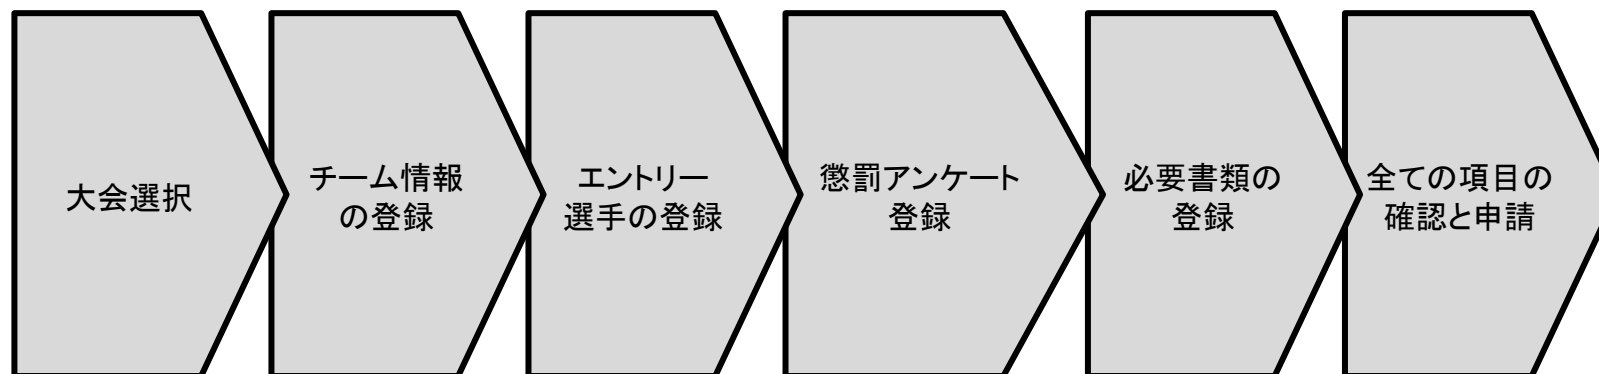 大会選択
チーム情報
の登録
エントリー
選手の登録
懲罰アンケート
登録
必要書類の
登録
全ての項目の
確認と申請